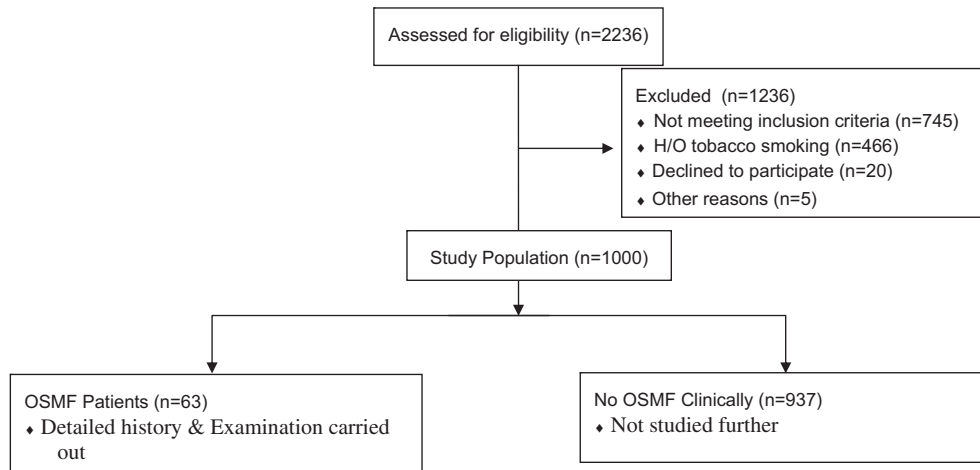 Assessed for eligibility (n=2236)
Excluded (n=1236)
♦ Not meeting inclusion criteria (n=745)
♦ H/O tobacco smoking (n=466)
♦ Declined to participate (n=20)
♦ Other reasons (n=5)
Study Population (n=1000)
OSMF Patients (n=63)
♦ Detailed history & Examination carried
out
No OSMF Clinically (n=937)
♦ Not studied further